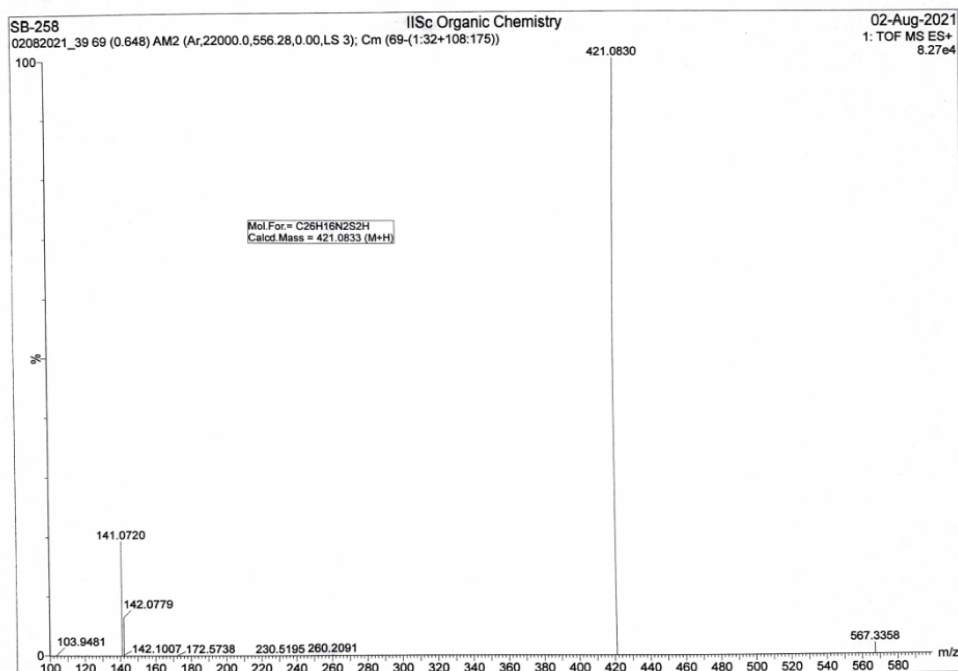 SB-258
IISc Organic Chemistry
02-Aug-2021
02082021_39 69 (0.648) AM2 (Ar,22000.0,556.28,0.00,LS 3); Cm (69-(1:32+108:175))
1: TOF MS ES+
8.27e4
421.0830
100
Mol.For.= C26H16N2S2H
Calcd.Mass = 421.0833 (M+H)
%
141.0720
142.0779
103.9481
142.1007
172.5738
230.5195
260.2091
567.3358
0
m/z
100 120 140 160 180 200 220 240 260 280 300 320 340 360 380 400 420 440 460 480 500 520 540 560 580